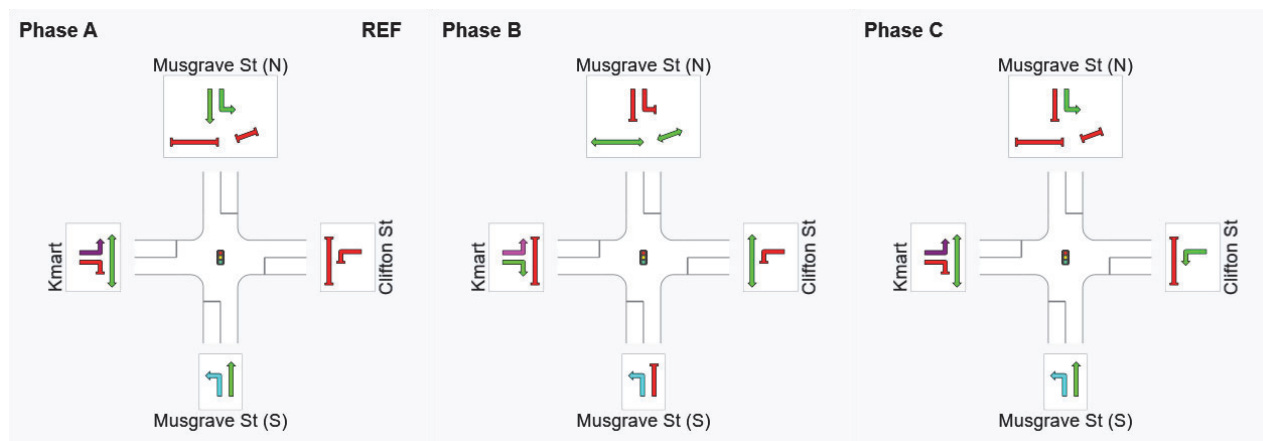 Phase A REF
Musgrave St (N)
Kmart
Clifton St
Musgrave St (S)
Phase B
Musgrave St (N)
Kmart
Clifton St
Musgrave St (S)
Phase C
Musgrave St (N)
Kmart
Clifton St
Musgrave St (S)